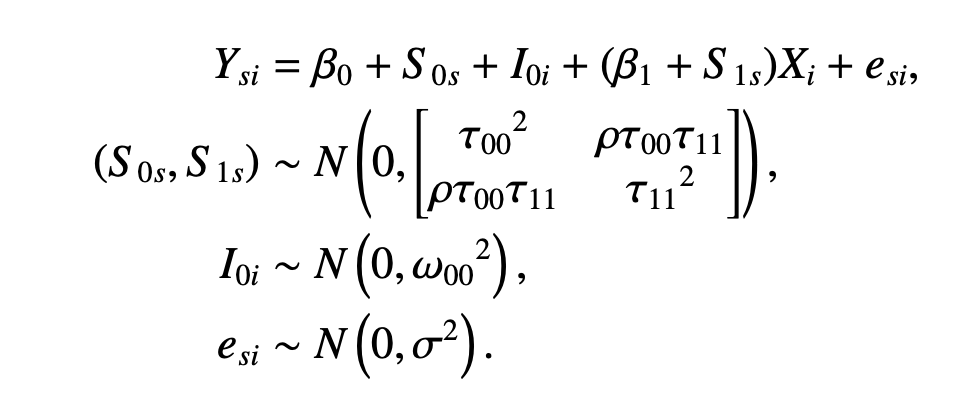 Y_{si} = β_0 + S_{0s} + I_{0i} + (β_1 + S_{1s})X_i + e_{si},
(S_{0s}, S_{1s}) ∼ N(0, [τ_{00}^2 ρτ_{00}τ_{11}
ρτ_{00}τ_{11} τ_{11}^2]),
I_{0i} ∼ N(0, ω_{00}^2),
e_{si} ∼ N(0, σ^2).